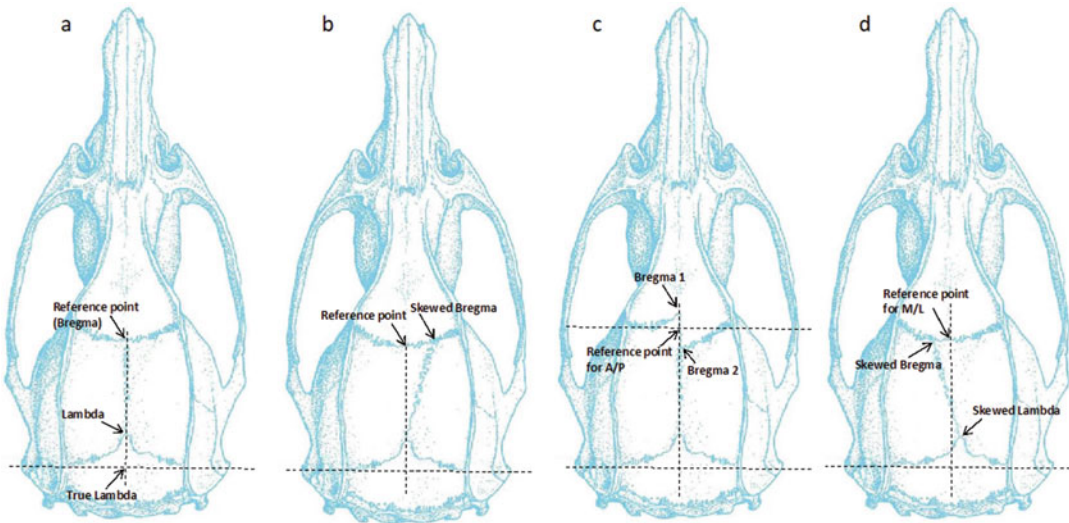 a
b
c
d
Reference point
(Bregma)
Lambda
True Lambda
Reference point
Skewed Bregma
Bregma 1
Reference point
for A/P
Bregma 2
Reference point
for M/L
Skewed Bregma
Skewed Lambda